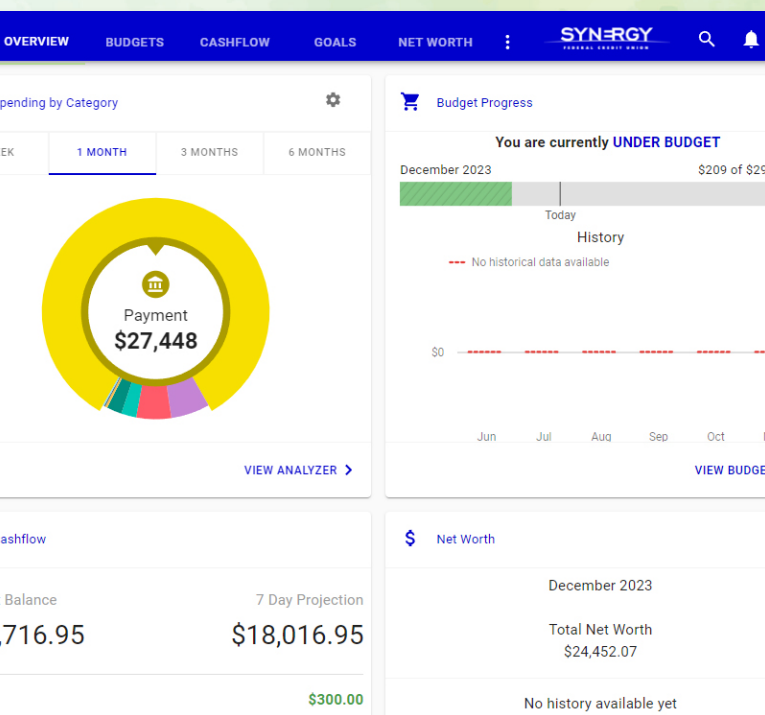 OVERVIEW BUDGETS CASHFLOW GOALS NET WORTH SYNERGY
FEDERAL CREDIT UNION
pending by Category
EK 1 MONTH 3 MONTHS 6 MONTHS
Payment
$27,448
VIEW ANALYZER
Budget Progress
You are currently UNDER BUDGET
December 2023 $209 of $29
Today
History
No historical data available
$0
Jun Jul Aug Sep Oct
VIEW BUDGE
ashflow
Balance 7 Day Projection
,716.95 $18,016.95
$300.00
Net Worth
December 2023
Total Net Worth
$24,452.07
No history available yet